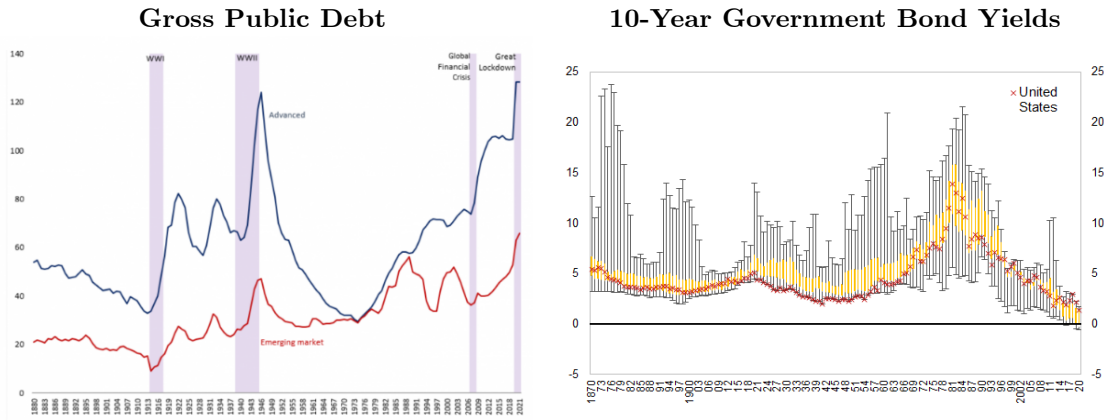 Gross Public Debt
140
120
100
80
60
40
20
0
WWI
WWII
Global
Financial
Crisis
Great
Lockdown
Advanced
Emerging market
1880 1883 1886 1889 1892 1895 1898 1901 1904 1907 1910 1913 1916 1919 1922 1925 1928 1931 1934 1937 1940 1943 1946 1949 1952 1955 1958 1961 1964 1967 1970 1973 1976 1979 1982 1985 1988 1991 1994 1997 2000 2003 2006 2009 2012 2015 2018 2021
10-Year Government Bond Yields
25
20
15
10
5
0
-5
United
States
25
20
15
10
5
0
-5
1870 73 76 79 82 85 88 91 94 97 1900 03 06 09 12 15 18 21 24 27 30 33 36 39 42 45 48 51 54 57 60 63 66 69 72 75 78 81 84 87 90 93 96 99 2002 05 08 11 14 17 20